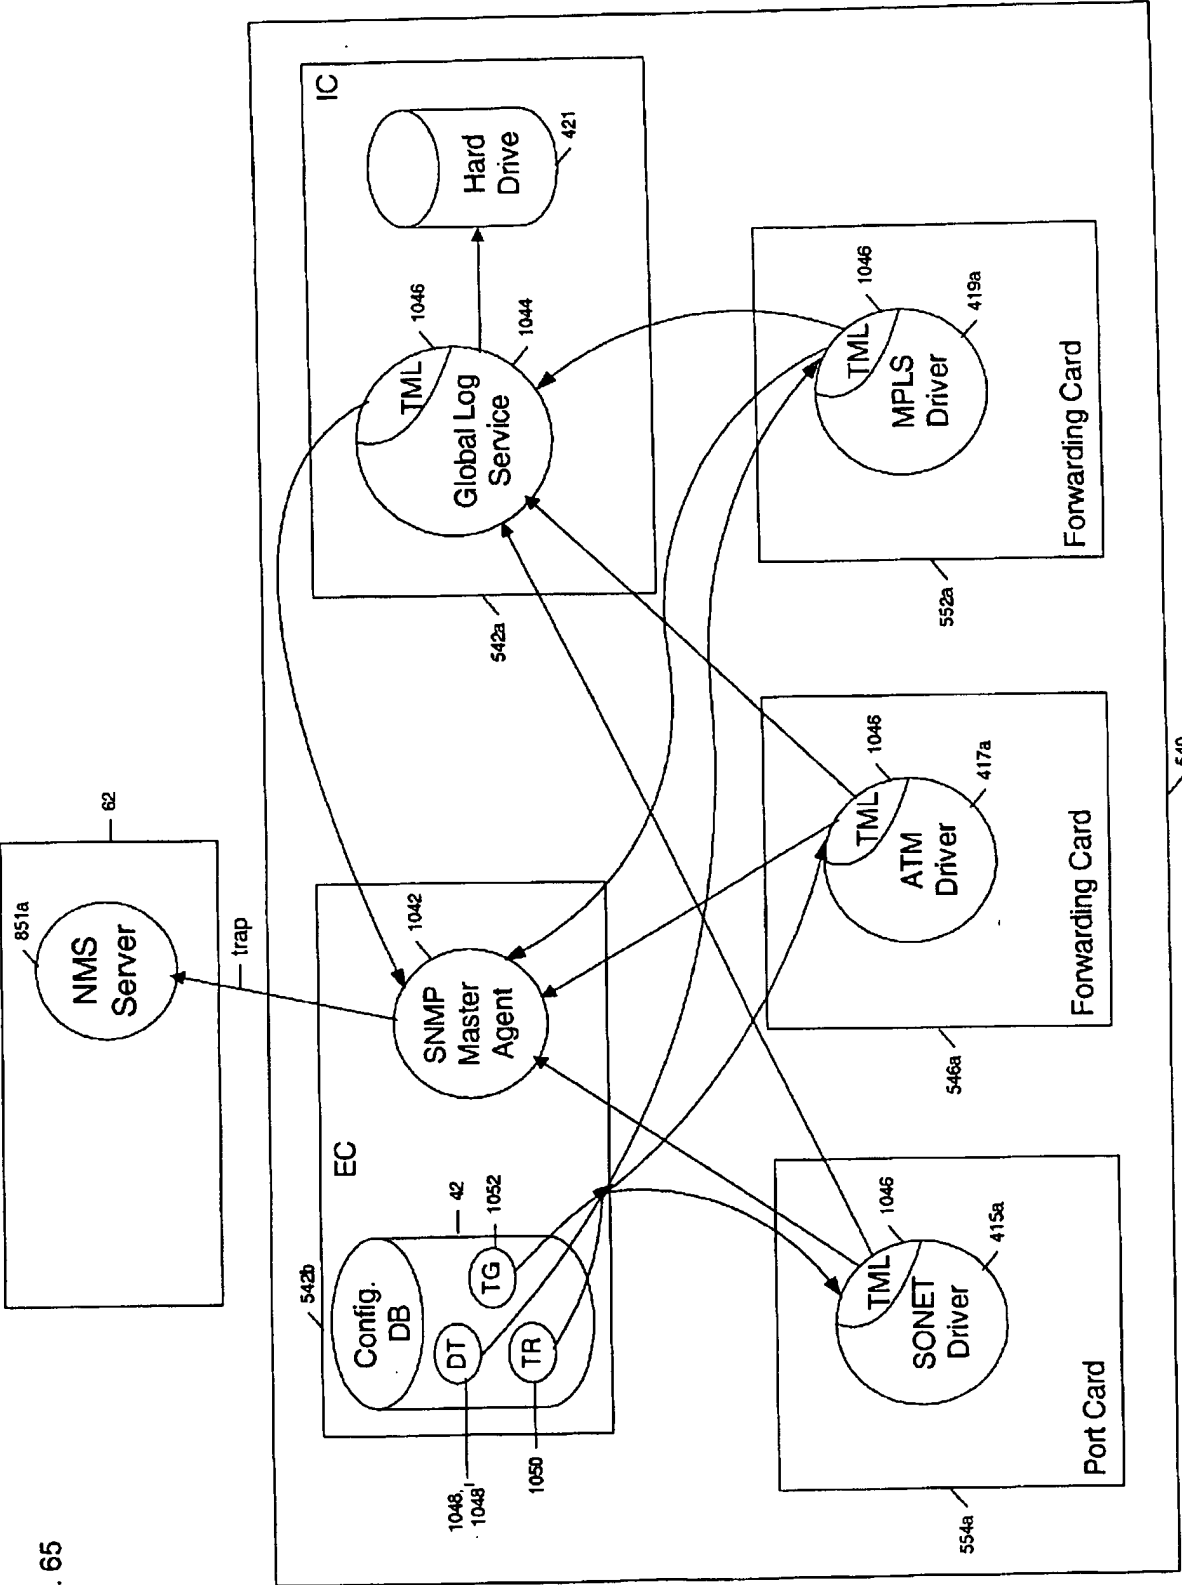 . 65
NMS
Server
851a
62
trap
542b
EC
Config.
DB
42
DT
TG
1052
TR
1048,
1048'
1050
SNMP
Master
Agent
1042
IC
TML
1046
Global Log
Service
1044
Hard
Drive
421
542a
TML
1046
SONET
Driver
415a
Port Card
554a
TML
1046
ATM
Driver
417a
Forwarding Card
546a
TML
1046
MPLS
Driver
419a
Forwarding Card
552a